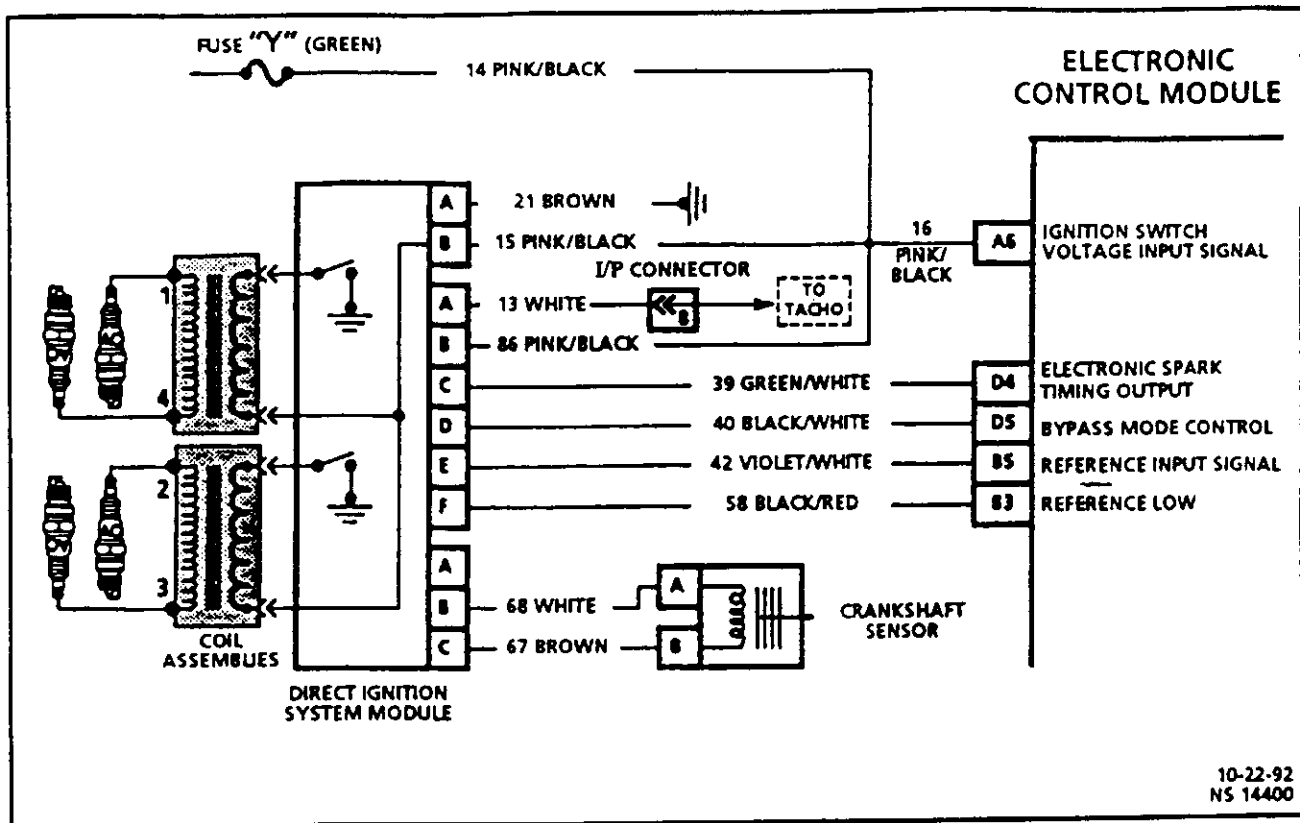 FUSE "Y" (GREEN)
14 PINK/BLACK
ELECTRONIC
CONTROL MODULE
A
21 BROWN
B
15 PINK/BLACK
16
PINK/
BLACK
A6
IGNITION SWITCH
VOLTAGE INPUT SIGNAL
I/P CONNECTOR
A
13 WHITE
B
TO
TACHO
B
86 PINK/BLACK
C
39 GREEN/WHITE
D4
ELECTRONIC SPARK
TIMING OUTPUT
D
40 BLACK/WHITE
D5
BYPASS MODE CONTROL
E
42 VIOLET/WHITE
B5
REFERENCE INPUT SIGNAL
F
58 BLACK/RED
B3
REFERENCE LOW
1
4
2
3
A
B
68 WHITE
A
C
67 BROWN
B
CRANKSHAFT
SENSOR
COIL
ASSEMBLIES
DIRECT IGNITION
SYSTEM MODULE
10-22-92
NS 14400